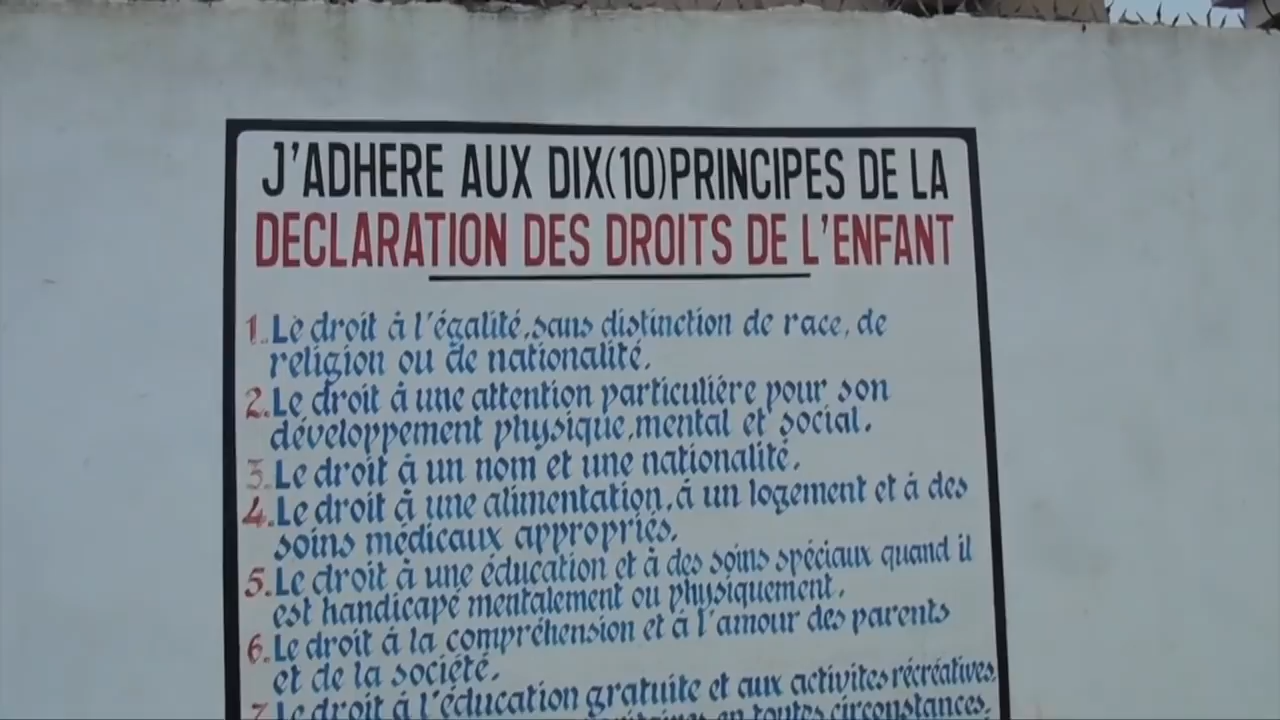 J'ADHERE AUX DIX(10)PRINCIPES DE LA
DECLARATION DES DROITS DE L'ENFANT
1. Le droit à l'égalité, sans distinction de race, de
religion ou de nationalité.
2. Le droit à une attention particuliére pour son
développement physique, mental et social.
3. Le droit à un nom et une nationalité.
4. Le droit à une alimentation, à un logement et à des
soins médicaux appropriés.
5. Le droit à une éducation et à des soins spéciaux quand il
est handicapé mentalement ou physiquement.
6. Le droit à la compréhension et à l'amour des parents
et de la société.
7 Le droit à l'éducation gratuite et aux activites récréatives.
en toutes circonstances.